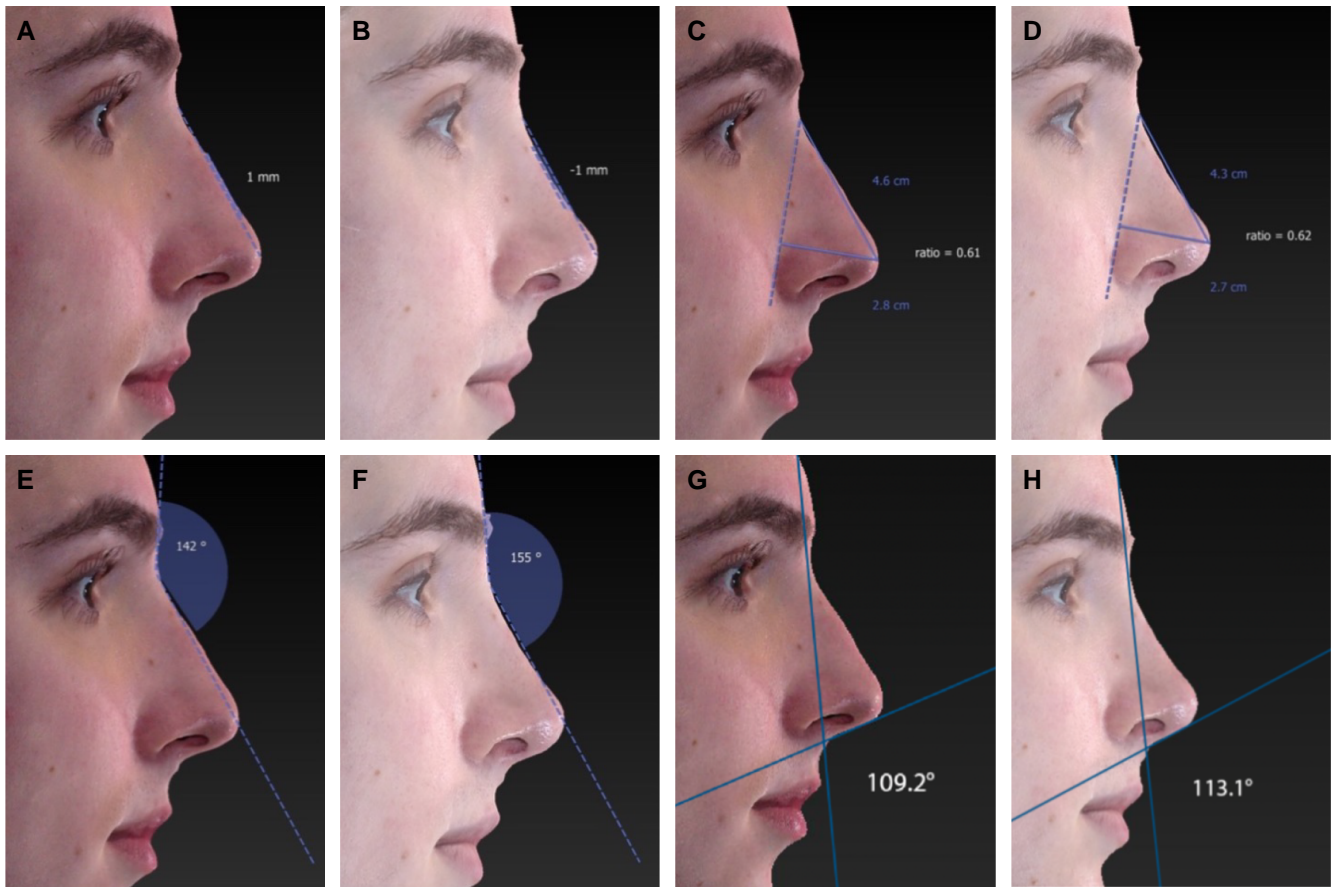 A
B
C
D
1 mm
-1 mm
4.6 cm
ratio = 0.61
2.8 cm
4.3 cm
ratio = 0.62
2.7 cm
E
F
G
H
142 °
155 °
109.2°
113.1°